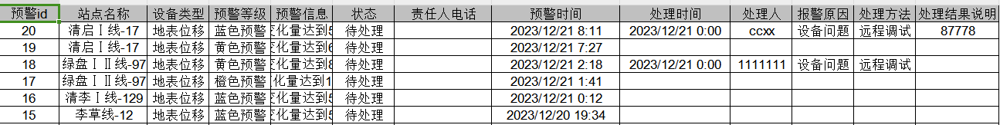 预警id 站点名称 设备类型 预警等级 预警信息 状态 责任人电话 预警时间 处理时间 处理人 报警原因 处理方法 处理结果说明
20 清启Ⅰ线-17 地表位移 蓝色预警 变化量达到5 待处理 2023/12/21 8:11 2023/12/21 0:00 ccxx 设备问题 远程调试 87778
19 清启Ⅰ线-17 地表位移 黄色预警 变化量达到6 待处理 2023/12/21 7:27
18 绿盘ⅠⅡ线-97 地表位移 黄色预警 变化量达到8 待处理 2023/12/21 2:18 2023/12/21 0:00 1111111 设备问题 远程调试
17 绿盘ⅠⅡ线-97 地表位移 橙色预警 变化量达到1 待处理 2023/12/21 1:41
16 清李Ⅰ线-129 地表位移 蓝色预警 变化量达到5 待处理 2023/12/21 0:12
15 李草线-12 地表位移 蓝色预警 变化量达到5 待处理 2023/12/20 19:34